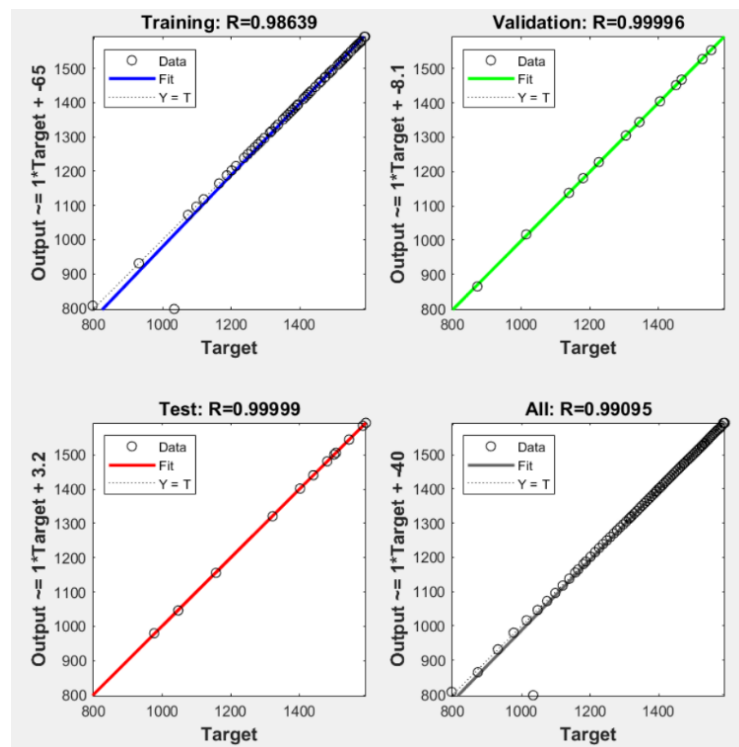 Training: R=0.98639
Output ~= 1*Target + -65
1500
1400
1300
1200
1100
1000
900
800
Data
Fit
Y = T
800 1000 1200 1400
Target
Validation: R=0.99996
Output ~= 1*Target + -8.1
1500
1400
1300
1200
1100
1000
900
800
Data
Fit
Y = T
800 1000 1200 1400
Target
Test: R=0.99999
Output ~= 1*Target + 3.2
1500
1400
1300
1200
1100
1000
900
800
Data
Fit
Y = T
800 1000 1200 1400
Target
All: R=0.99095
Output ~= 1*Target + -40
1500
1400
1300
1200
1100
1000
900
800
Data
Fit
Y = T
800 1000 1200 1400
Target